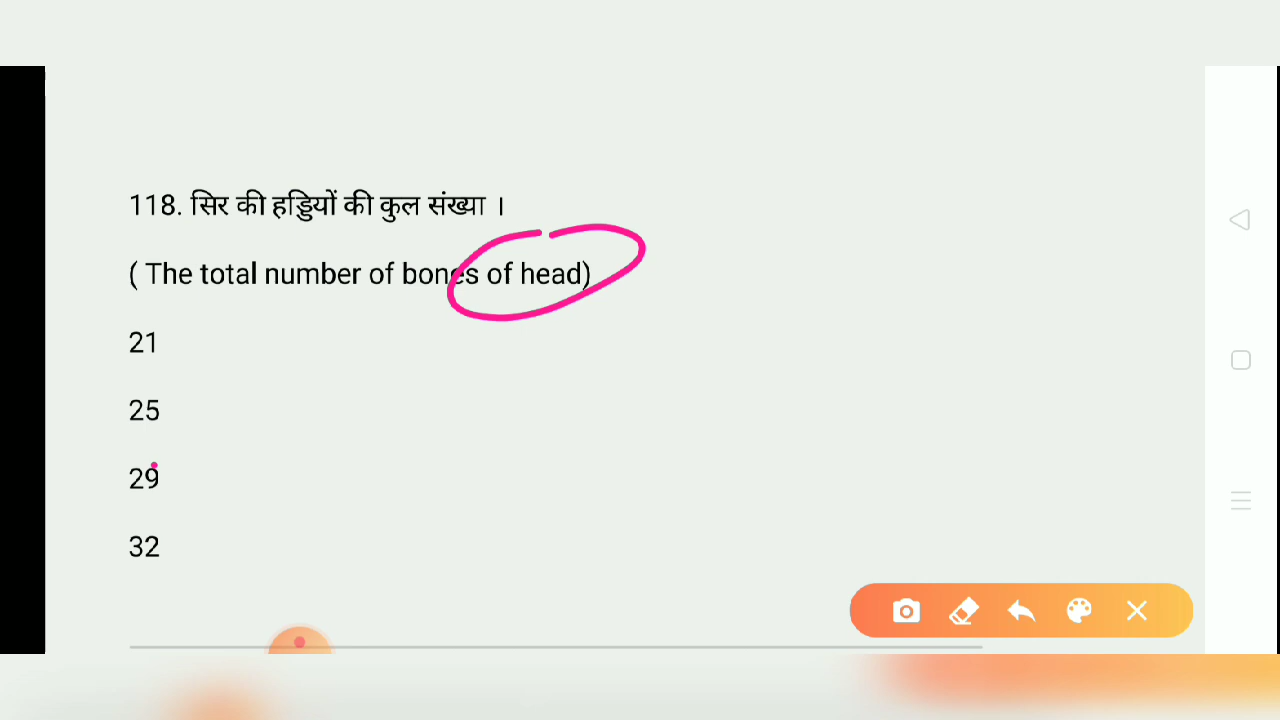 118. सिर की हड्डियों की कुल संख्या ।
( The total number of bones of head)
21
25
29
32